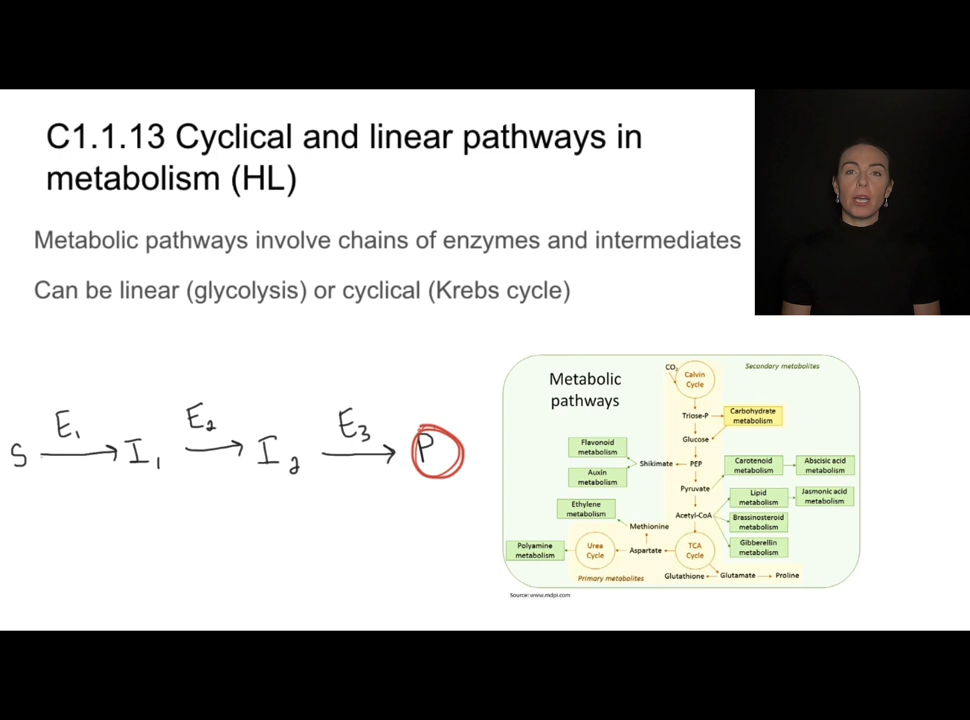 C1.1.13 Cyclical and linear pathways in
metabolism (HL)
Metabolic pathways involve chains of enzymes and intermediates
Can be linear (glycolysis) or cyclical (Krebs cycle)
S E1 I1 E2 I2 E3 P
Metabolic
pathways
Secondary metabolites
CO2
Calvin
Cycle
Triose-P
Carbohydrate
metabolism
Glucose
Flavonoid
metabolism
Shikimate
PEP
Carotenoid
metabolism
Abscisic acid
metabolism
Auxin
metabolism
Pyruvate
Lipid
metabolism
Jasmonic acid
metabolism
Ethylene
metabolism
Acetyl-CoA
Brassinosteroid
metabolism
Methionine
Gibberellin
metabolism
Polyamine
metabolism
Urea
Cycle
Aspartate
TCA
Cycle
Primary metabolites
Glutathione
Glutamate
Proline
Source: www.mdpi.com